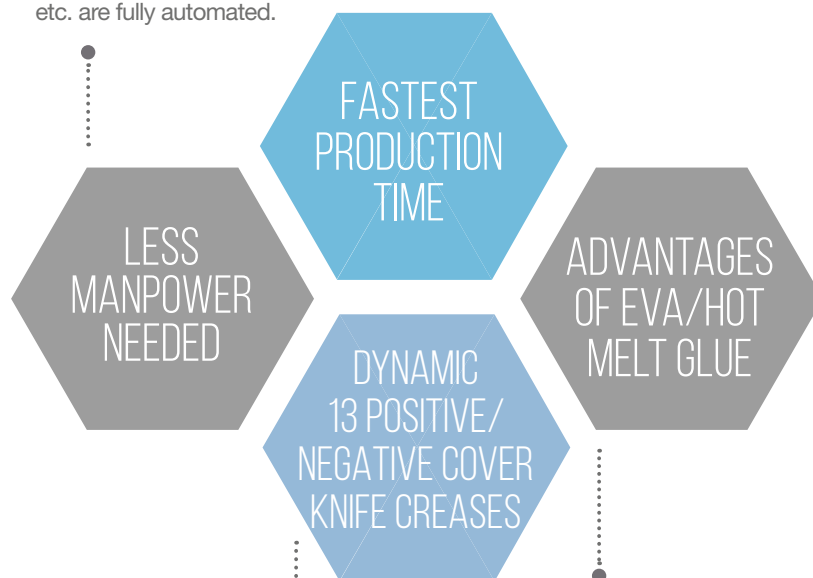 etc. are fully automated.
FASTEST
PRODUCTION
TIME
LESS
MANPOWER
NEEDED
ADVANTAGES
OF EVA/HOT
MELT GLUE
DYNAMIC
13 POSITIVE/
NEGATIVE COVER
KNIFE CREASES